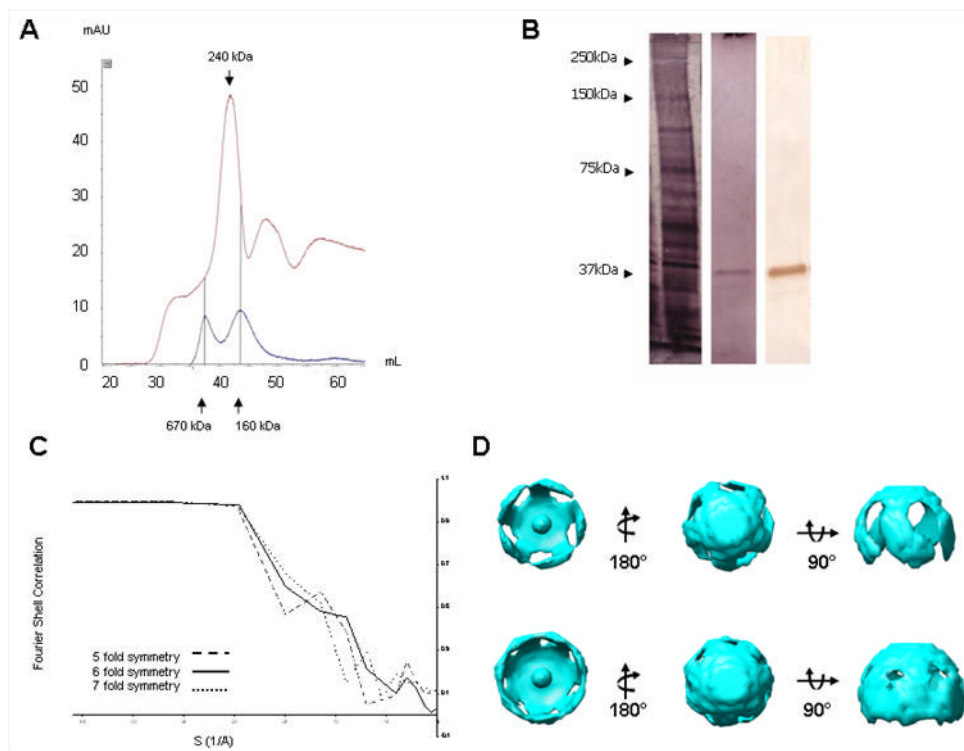 A
mAU
240 kDa
50
40
30
20
10
0
mL
20 30 40 50 60
670 kDa
160 kDa
B
250kDa
150kDa
75kDa
37kDa
C
Fourier Shell Correlation
5 fold symmetry
6 fold symmetry
7 fold symmetry
S (1/Å)
D
180°
90°
180°
90°